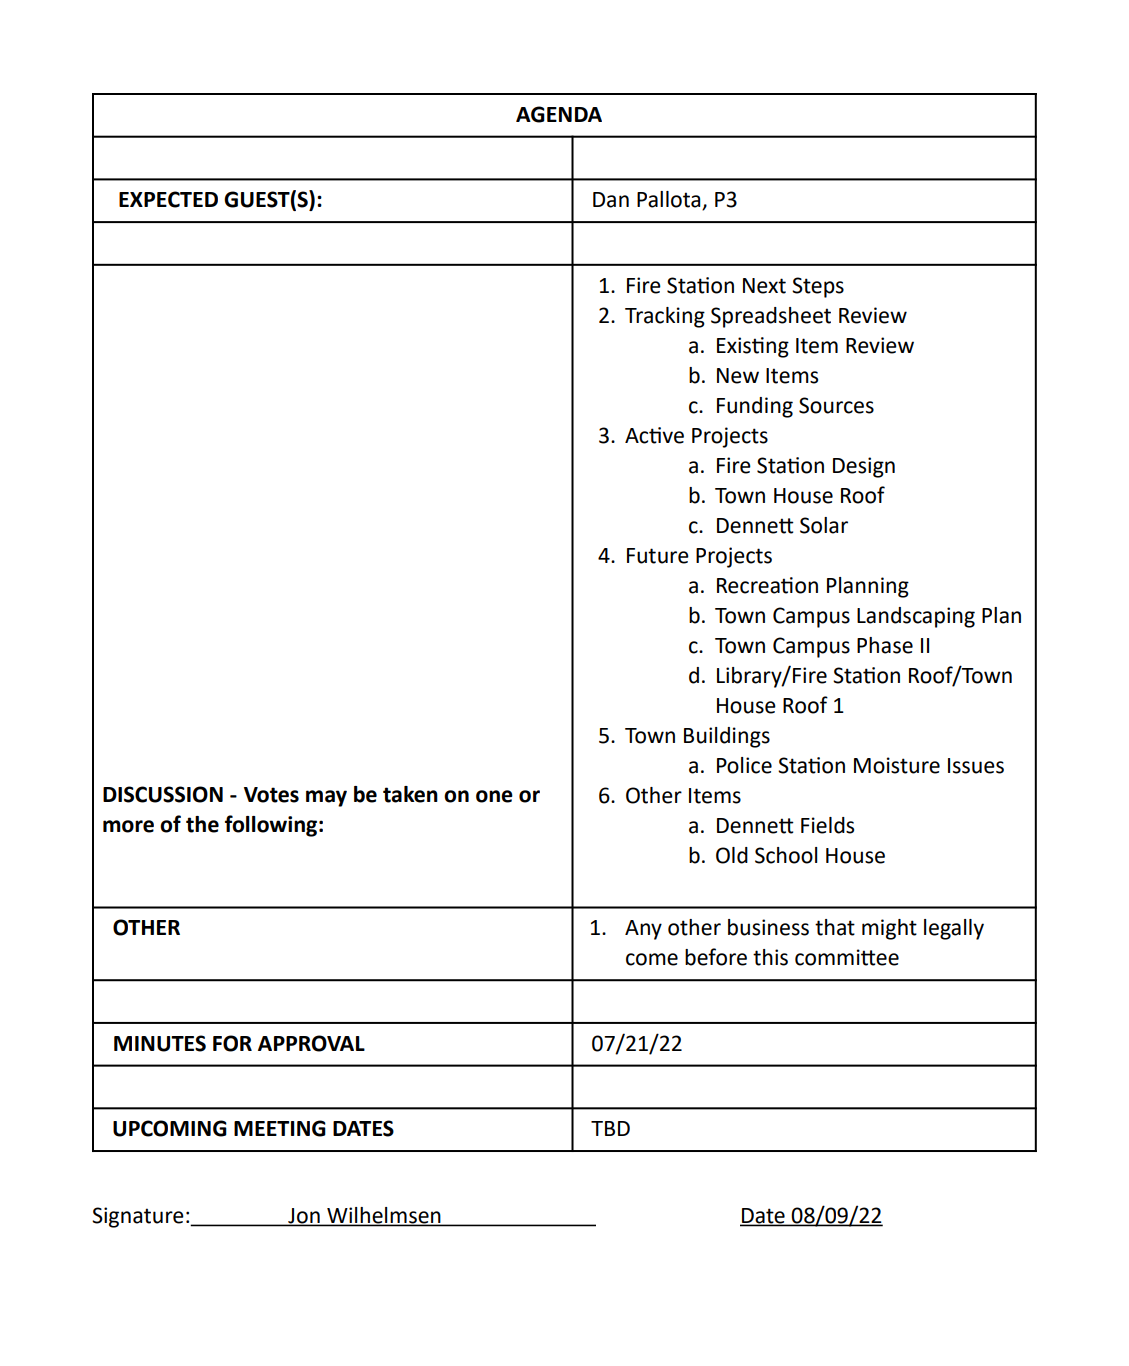 AGENDA
EXPECTED GUEST(S):
Dan Pallota, P3
DISCUSSION - Votes may be taken on one or
more of the following:
1. Fire Station Next Steps
2. Tracking Spreadsheet Review
a. Existing Item Review
b. New Items
c. Funding Sources
3. Active Projects
a. Fire Station Design
b. Town House Roof
c. Dennett Solar
4. Future Projects
a. Recreation Planning
b. Town Campus Landscaping Plan
c. Town Campus Phase II
d. Library/Fire Station Roof/Town
House Roof 1
5. Town Buildings
a. Police Station Moisture Issues
6. Other Items
a. Dennett Fields
b. Old School House
OTHER
1. Any other business that might legally
come before this committee
MINUTES FOR APPROVAL
07/21/22
UPCOMING MEETING DATES
TBD
Signature: Jon Wilhelmsen
Date 08/09/22